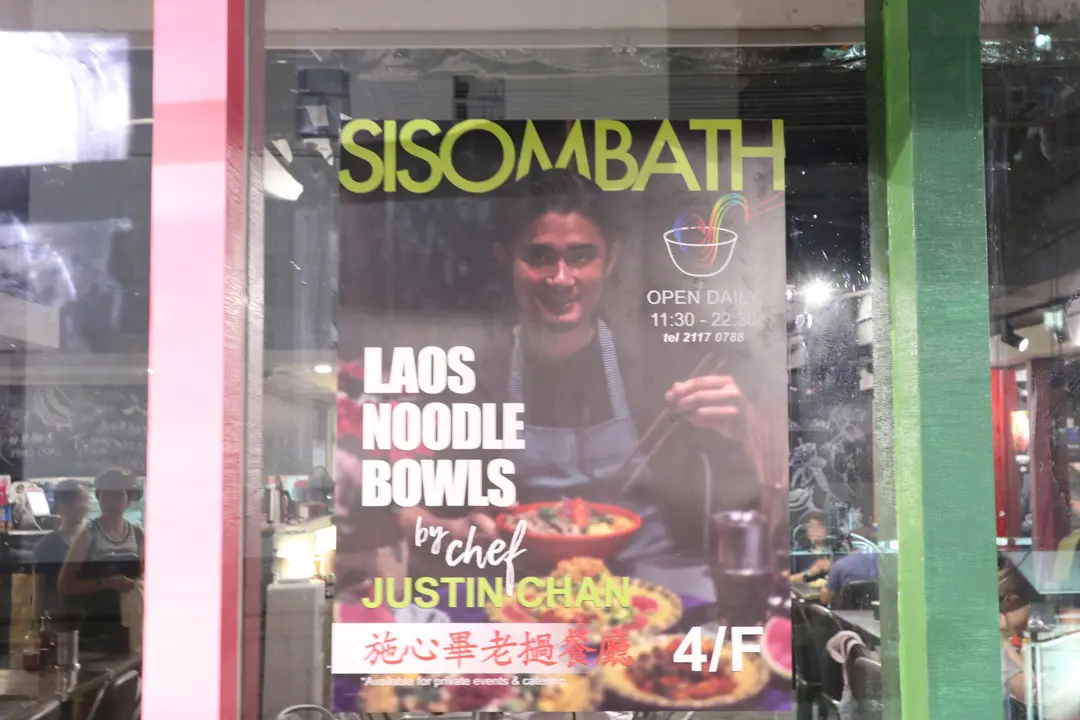 SISOMBATH
OPEN DAILY
11:30 - 22:30
tel 2117 0788
LAOS
NOODLE
BOWLS
by chef
JUSTIN CHAN
施心畢老撾餐廳
4/F
*Available for private events & catering